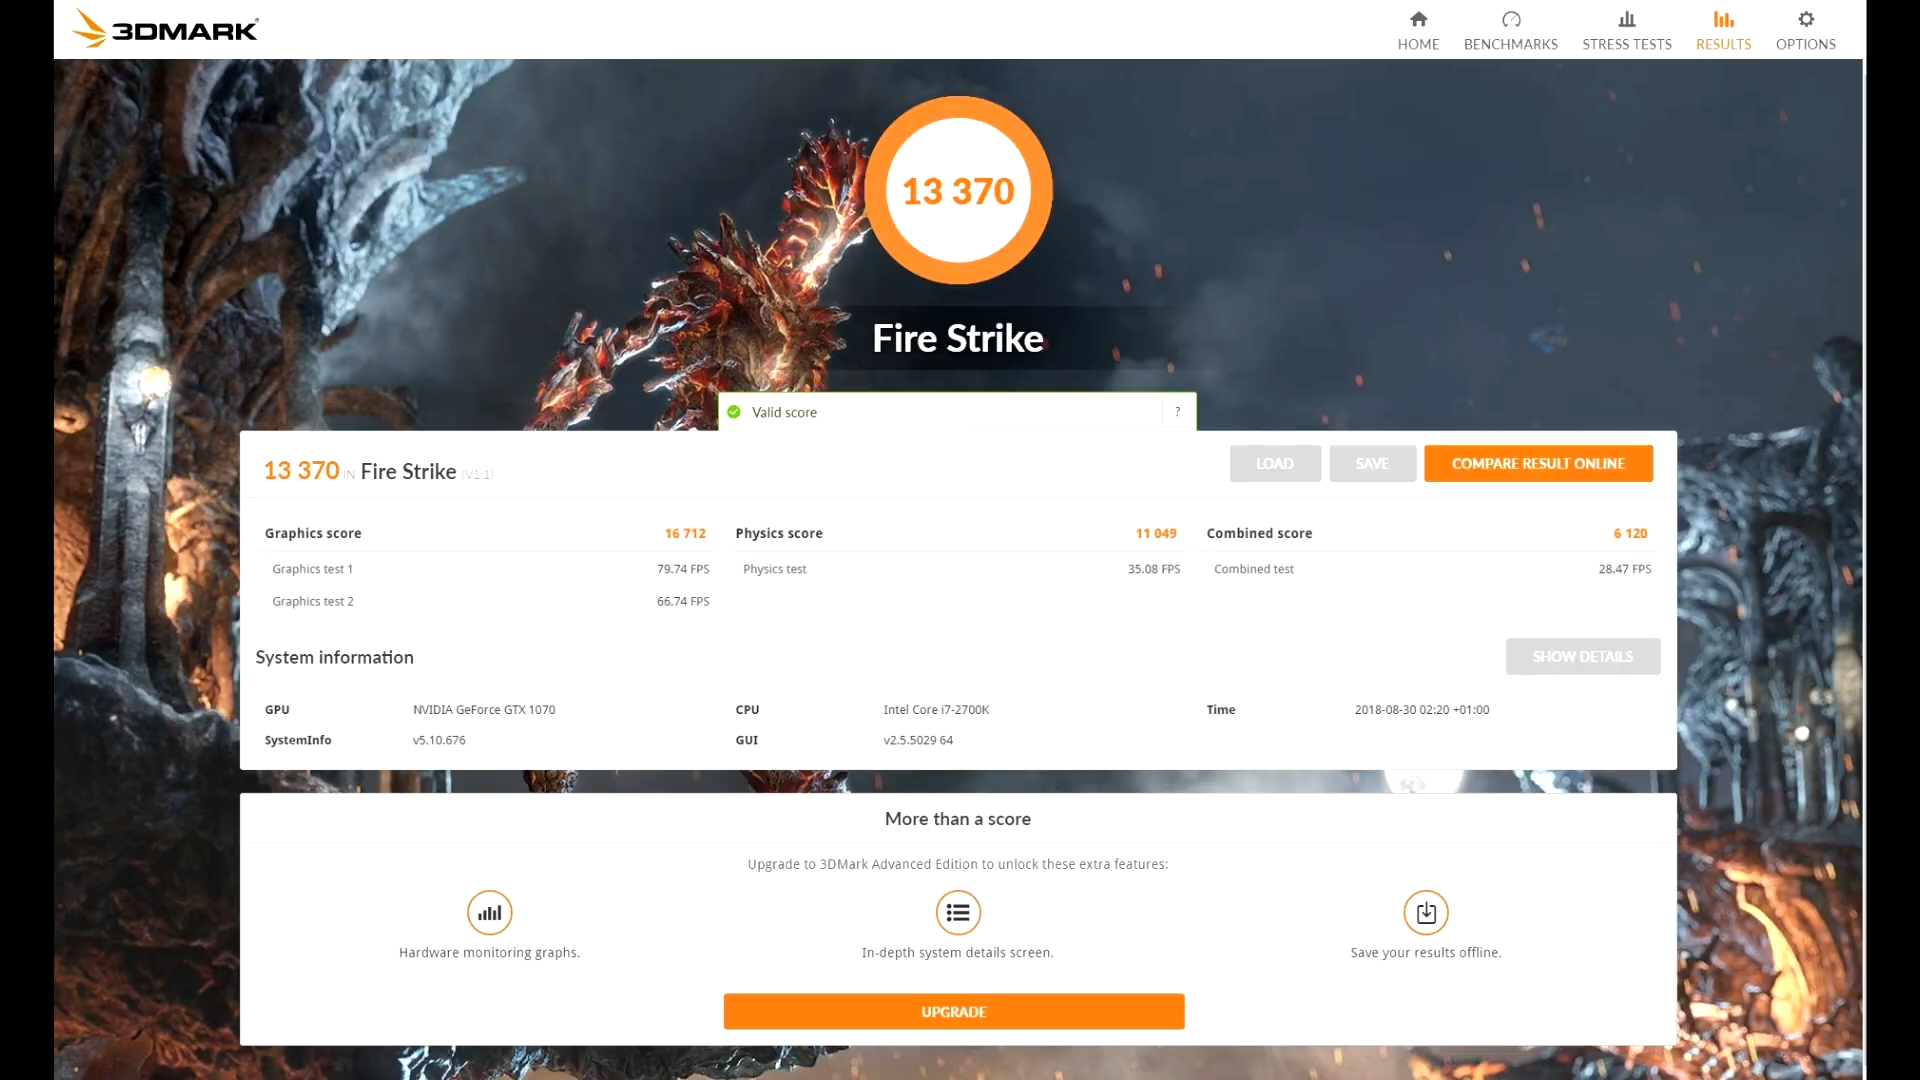 3DMARK
HOME BENCHMARKS STRESS TESTS RESULTS OPTIONS
13 370
Fire Strike
Valid score ?
13 370 IN Fire Strike (V1.1)
LOAD SAVE COMPARE RESULT ONLINE
Graphics score 16 712 Physics score 11 049 Combined score 6 120
Graphics test 1 79.74 FPS Physics test 35.08 FPS Combined test 28.47 FPS
Graphics test 2 66.74 FPS
System information SHOW DETAILS
GPU NVIDIA GeForce GTX 1070 CPU Intel Core i7-2700K Time 2018-08-30 02:20 +01:00
SystemInfo v5.10.676 GUI v2.5.5029 64
More than a score
Upgrade to 3DMark Advanced Edition to unlock these extra features:
Hardware monitoring graphs. In-depth system details screen. Save your results offline.
UPGRADE